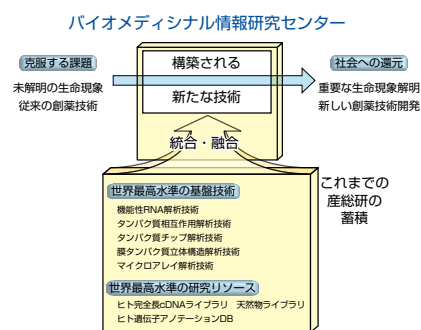 バイオメディシナル情報研究センター
克服する課題
未解明の生命現象
従来の創薬技術
構築される
新たな技術
社会への還元
重要な生命現象解明
新しい創薬技術開発
統合・融合
これまでの
産総研の
蓄積
世界最高水準の基盤技術
機能性RNA解析技術
タンパク質相互作用解析技術
タンパク質チップ解析技術
膜タンパク質立体構造解析技術
マイクロアレイ解析技術
世界最高水準の研究リソース
ヒト完全長cDNAライブラリ 天然物ライブラリ
ヒト遺伝子アノテーションDB